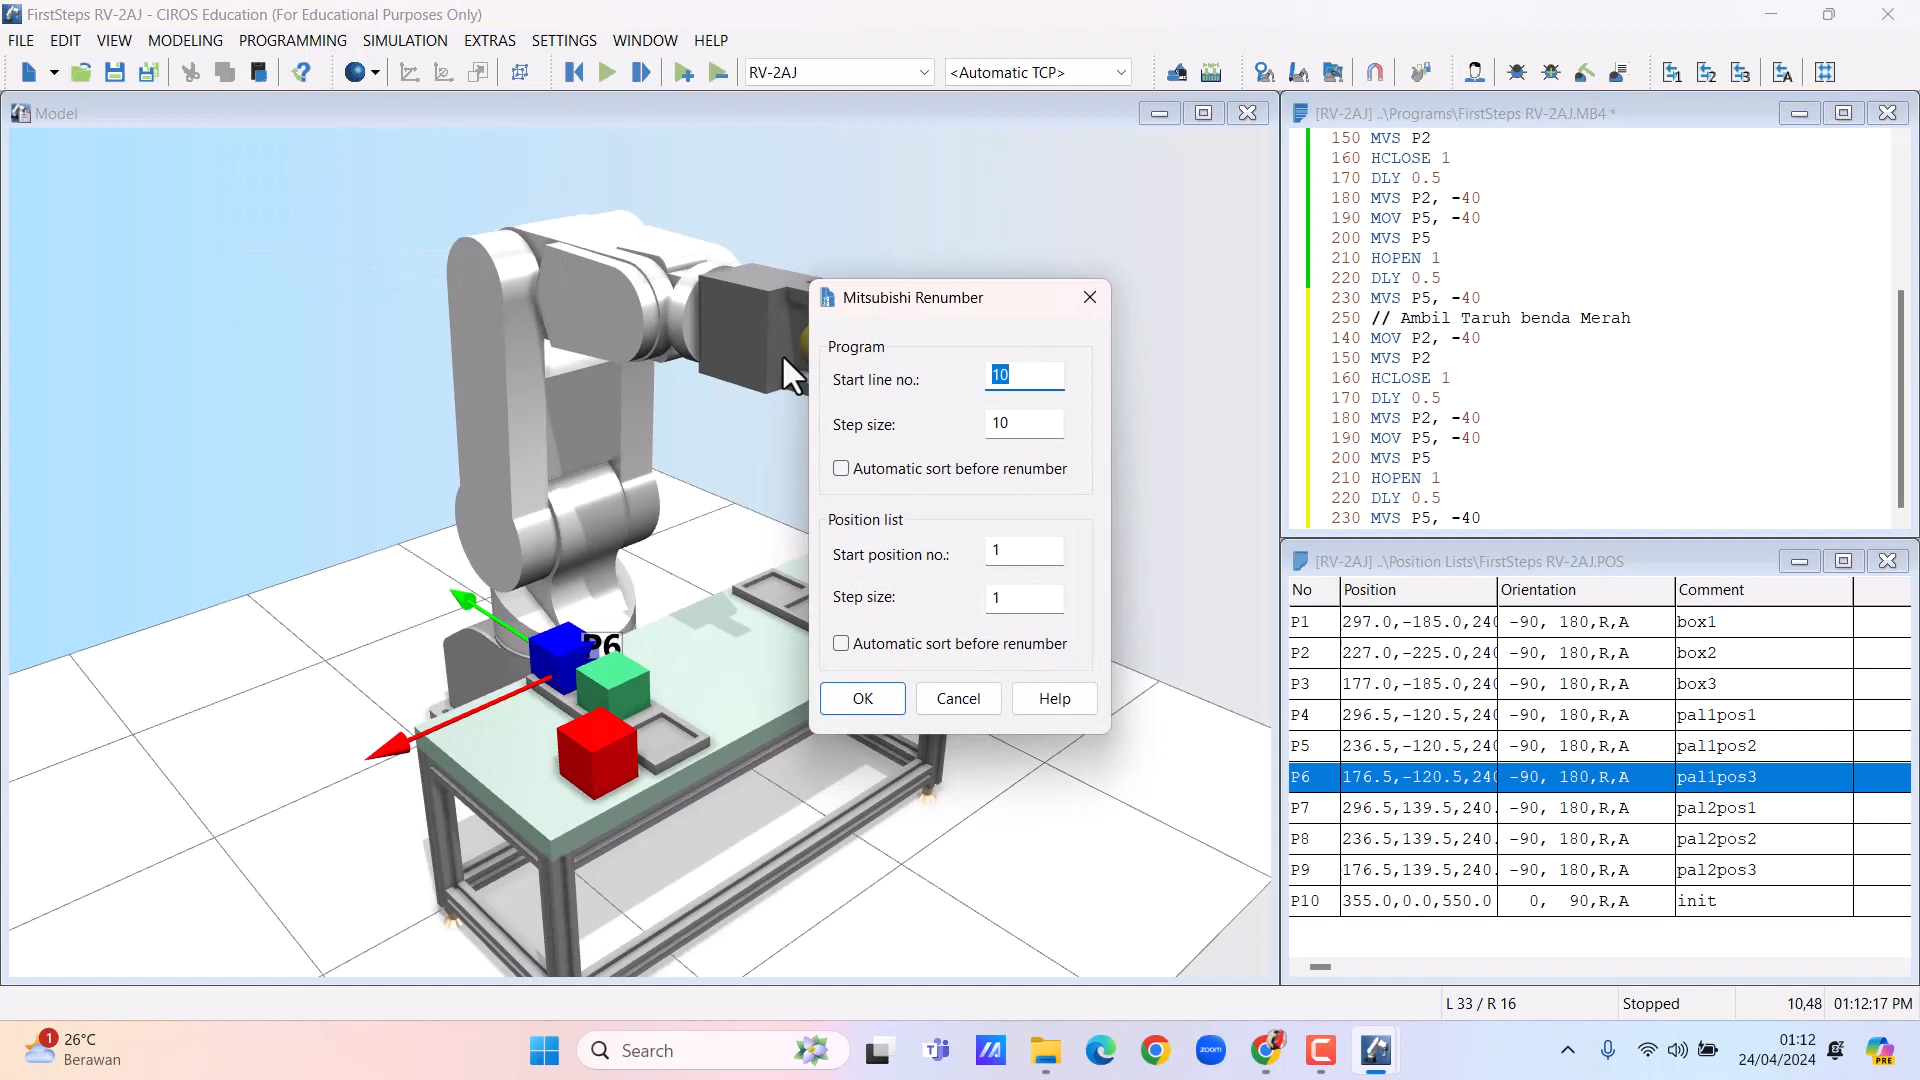 FirstSteps RV-2AJ - CIROS Education (For Educational Purposes Only)
FILE EDIT VIEW MODELING PROGRAMMING SIMULATION EXTRAS SETTINGS WINDOW HELP
RV-2AJ <Automatic TCP>
Model
P6
Mitsubishi Renumber
Program
Start line no.: 10
Step size: 10
Automatic sort before renumber
Position list
Start position no.: 1
Step size: 1
Automatic sort before renumber
OK Cancel Help
[RV-2AJ] ..\Programs\FirstSteps RV-2AJ.MB4 *
150 MVS P2
160 HCLOSE 1
170 DLY 0.5
180 MVS P2, -40
190 MOV P5, -40
200 MVS P5
210 HOPEN 1
220 DLY 0.5
230 MVS P5, -40
250 // Ambil Taruh benda Merah
140 MOV P2, -40
150 MVS P2
160 HCLOSE 1
170 DLY 0.5
180 MVS P2, -40
190 MOV P5, -40
200 MVS P5
210 HOPEN 1
220 DLY 0.5
230 MVS P5, -40
[RV-2AJ] ..\Position Lists\FirstSteps RV-2AJ.POS
No Position Orientation Comment
P1 297.0,-185.0,240 -90, 180,R,A box1
P2 227.0,-225.0,240 -90, 180,R,A box2
P3 177.0,-185.0,240 -90, 180,R,A box3
P4 296.5,-120.5,240 -90, 180,R,A pal1pos1
P5 236.5,-120.5,240 -90, 180,R,A pal1pos2
P6 176.5,-120.5,240 -90, 180,R,A pal1pos3
P7 296.5,139.5,240. -90, 180,R,A pal2pos1
P8 236.5,139.5,240. -90, 180,R,A pal2pos2
P9 176.5,139.5,240. -90, 180,R,A pal2pos3
P10 355.0,0.0,550.0 0, 90,R,A init
L 33 / R 16 Stopped 10,48 01:12:17 PM
1 26°C
Berawan
Search
zoom
PRE
01:12
24/04/2024